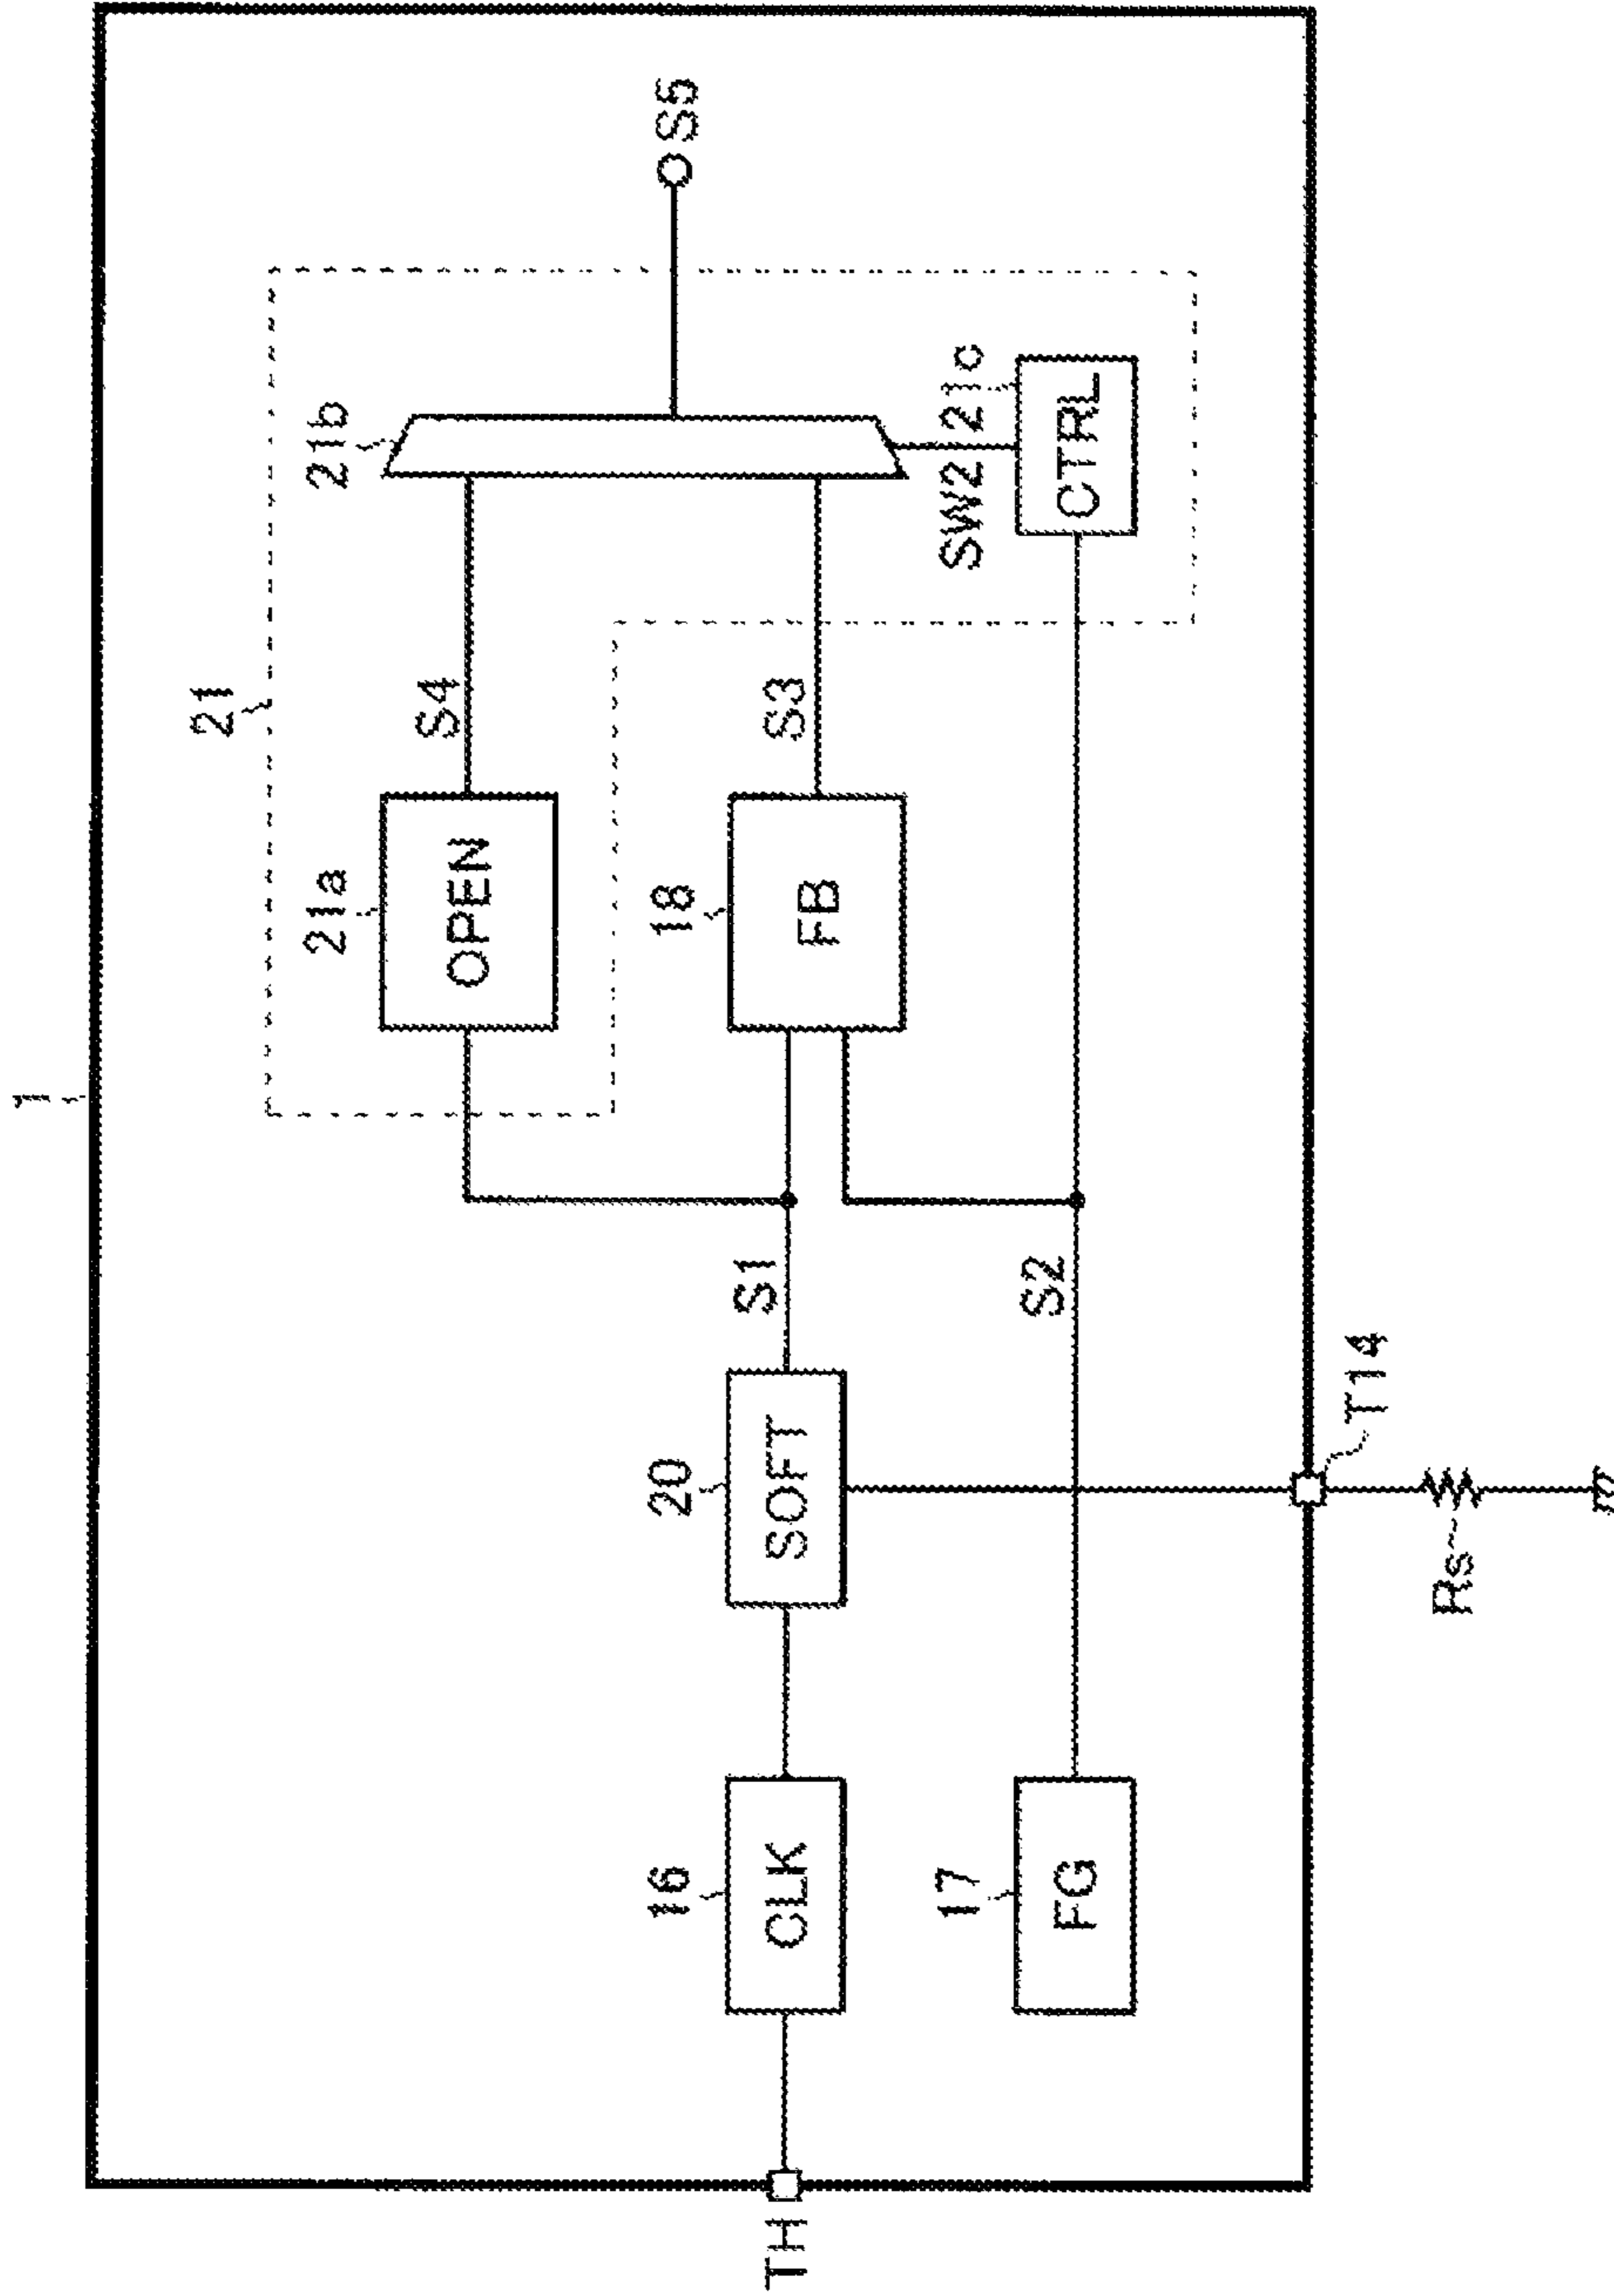 1
21
21a
OPEN
S4
21b
S5
TH
16
CLK
20
SOFT
S1
18
FB
S3
17
FG
S2
SW2
21c
CTRL
T14
Rs